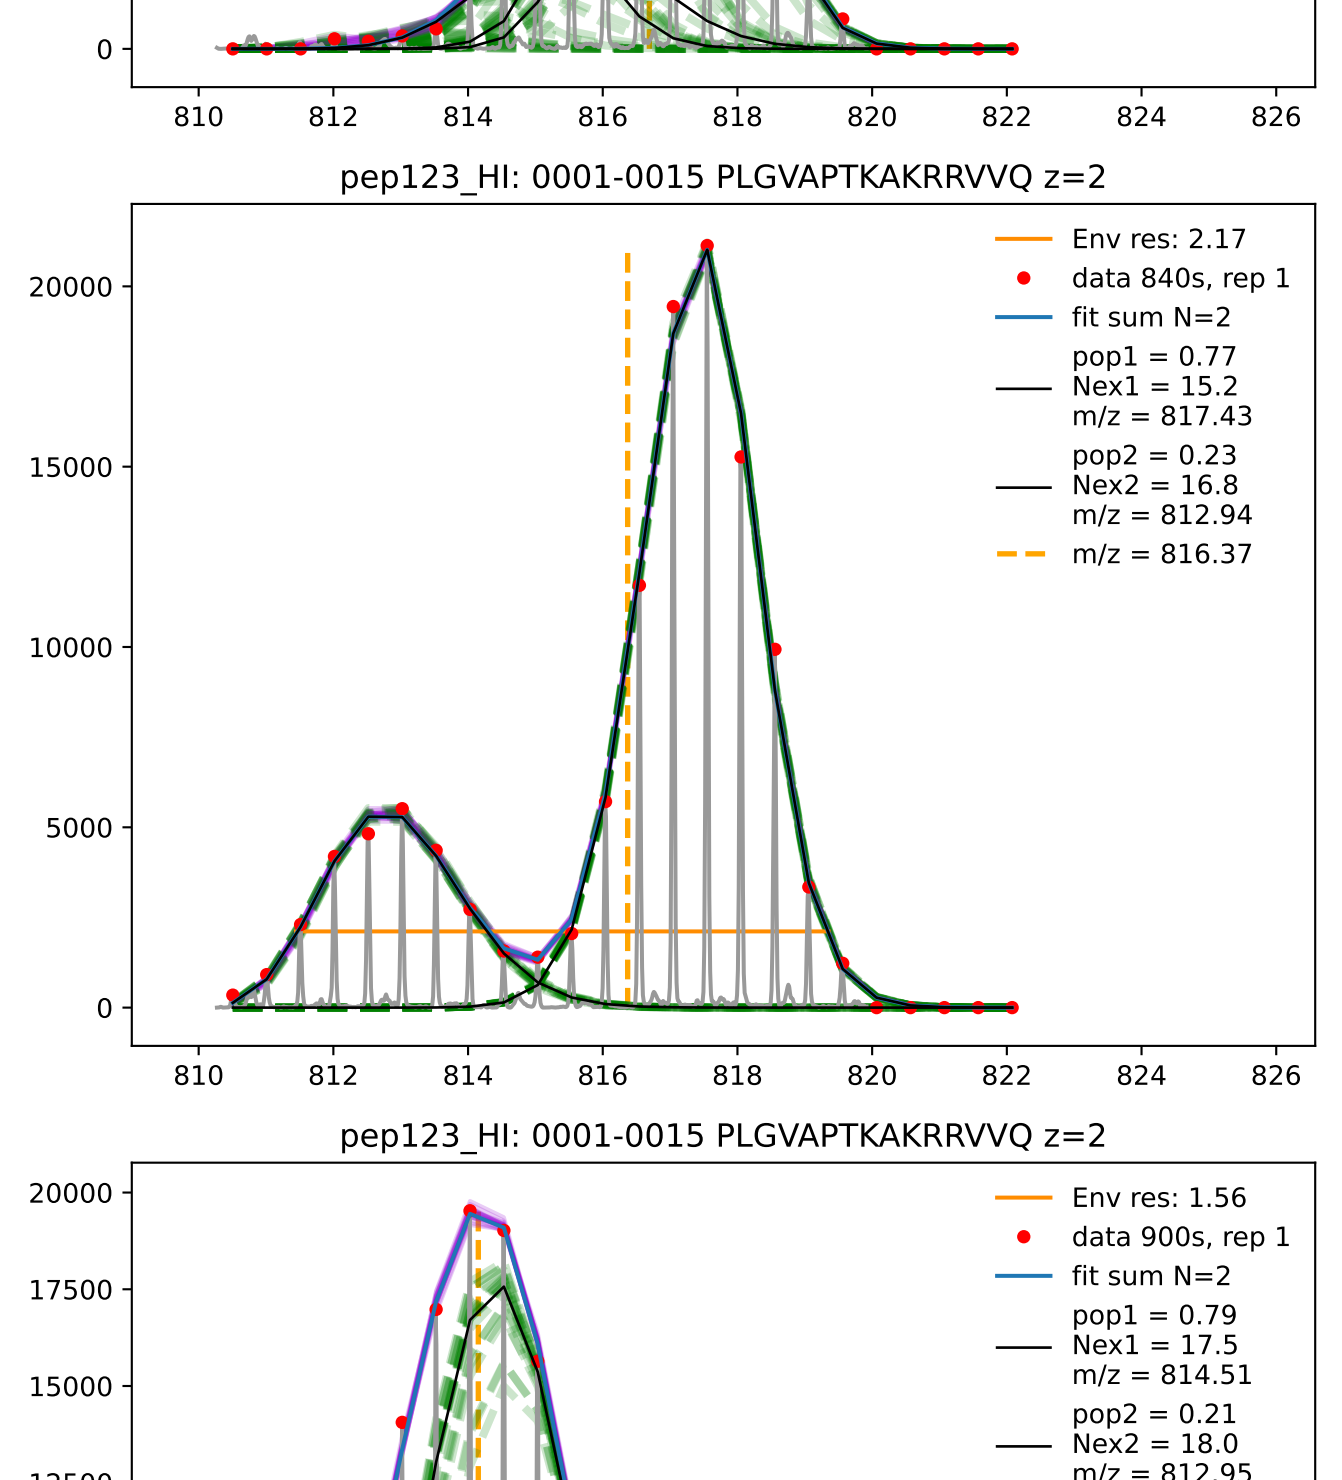 0
810 812 814 816 818 820 822 824 826
pep123_HI: 0001-0015 PLGVAPTKAKRRVVQ z=2
Env res: 2.17
data 840s, rep 1
fit sum N=2
pop1 = 0.77
Nex1 = 15.2
m/z = 817.43
pop2 = 0.23
Nex2 = 16.8
m/z = 812.94
m/z = 816.37
20000
15000
10000
5000
0
810 812 814 816 818 820 822 824 826
pep123_HI: 0001-0015 PLGVAPTKAKRRVVQ z=2
Env res: 1.56
data 900s, rep 1
fit sum N=2
pop1 = 0.79
Nex1 = 17.5
m/z = 814.51
pop2 = 0.21
Nex2 = 18.0
m/z = 812.95
20000
17500
15000
12500